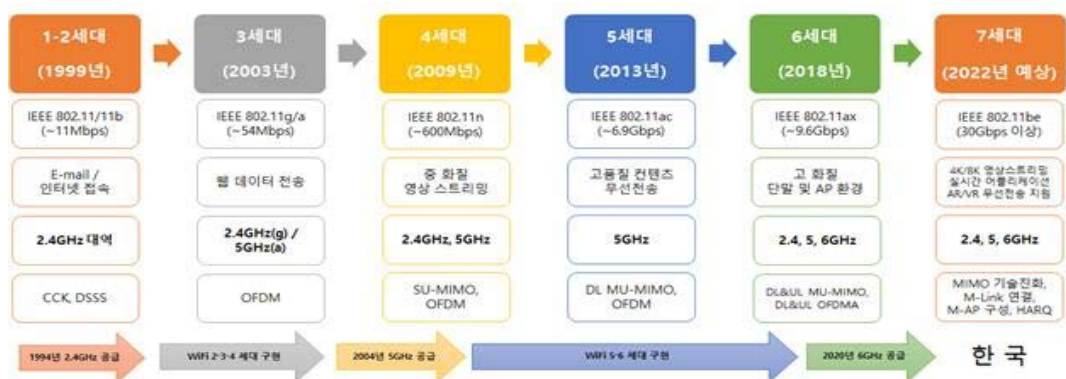 1-2세대
(1999년)
3세대
(2003년)
4세대
(2009년)
5세대
(2013년)
6세대
(2018년)
7세대
(2022년 예상)
IEEE 802.11/11b
(~11Mbps)
IEEE 802.11g/a
(~54Mbps)
IEEE 802.11n
(~600Mbps)
IEEE 802.11ac
(~6.9Gbps)
IEEE 802.11ax
(~9.6Gbps)
IEEE 802.11be
(30Gbps 이상)
E-mail /
인터넷 접속
웹 데이터 전송
중 화질
영상 스트리밍
고품질 컨텐츠
무선전송
고 화질
단말 및 AP 환경
4K/8K 영상스트리밍
실시간 어플리케이션
AR/VR 무선전송 지원
2.4GHz 대역
2.4GHz(g) /
5GHz(a)
2.4GHz, 5GHz
5GHz
2.4, 5, 6GHz
2.4, 5, 6GHz
CCK, DSSS
OFDM
SU-MIMO,
OFDM
DL MU-MIMO,
OFDM
DL&UL MU-MIMO,
DL&UL OFDMA
MIMO 기술진화,
M-Link 연결,
M-AP 구성, HARQ
1994년 2.4GHz 공급
WiFi 2·3·4 세대 구현
2004년 5GHz 공급
WiFi 5·6 세대 구현
2020년 6GHz 공급
한 국